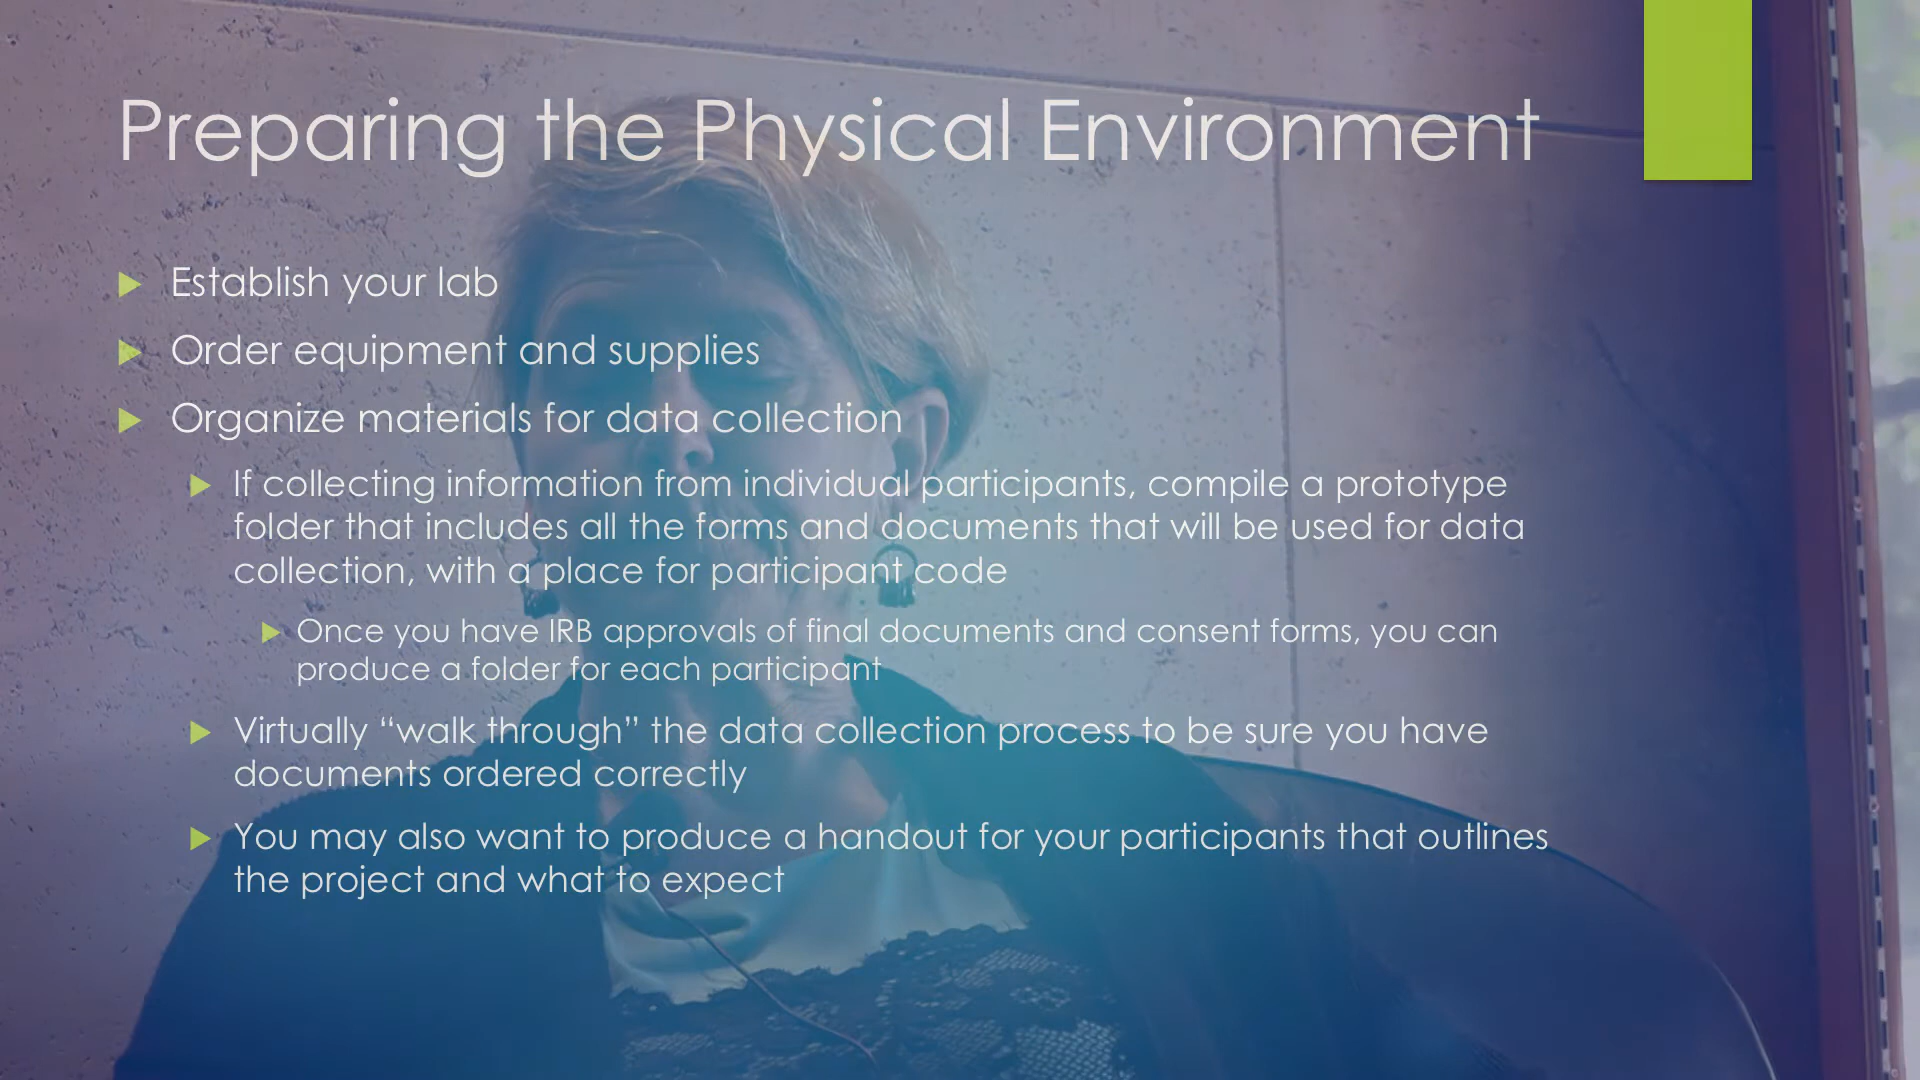 Preparing the Physical Environment
Establish your lab
Order equipment and supplies
Organize materials for data collection
If collecting information from individual participants, compile a prototype
folder that includes all the forms and documents that will be used for data
collection, with a place for participant code
Once you have IRB approvals of final documents and consent forms, you can
produce a folder for each participant
Virtually “walk through” the data collection process to be sure you have
documents ordered correctly
You may also want to produce a handout for your participants that outlines
the project and what to expect